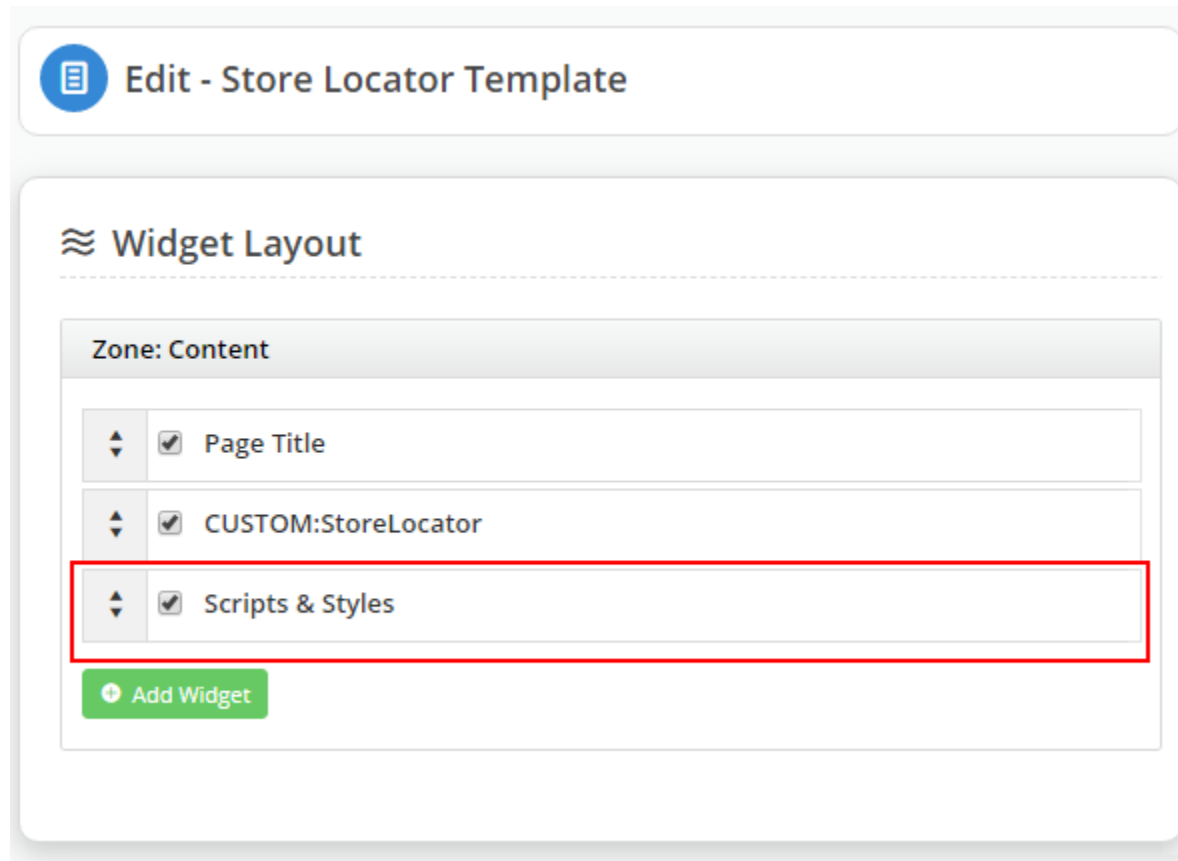 Edit - Store Locator Template
Widget Layout
Zone: Content
Page Title
CUSTOM:StoreLocator
Scripts & Styles
Add Widget